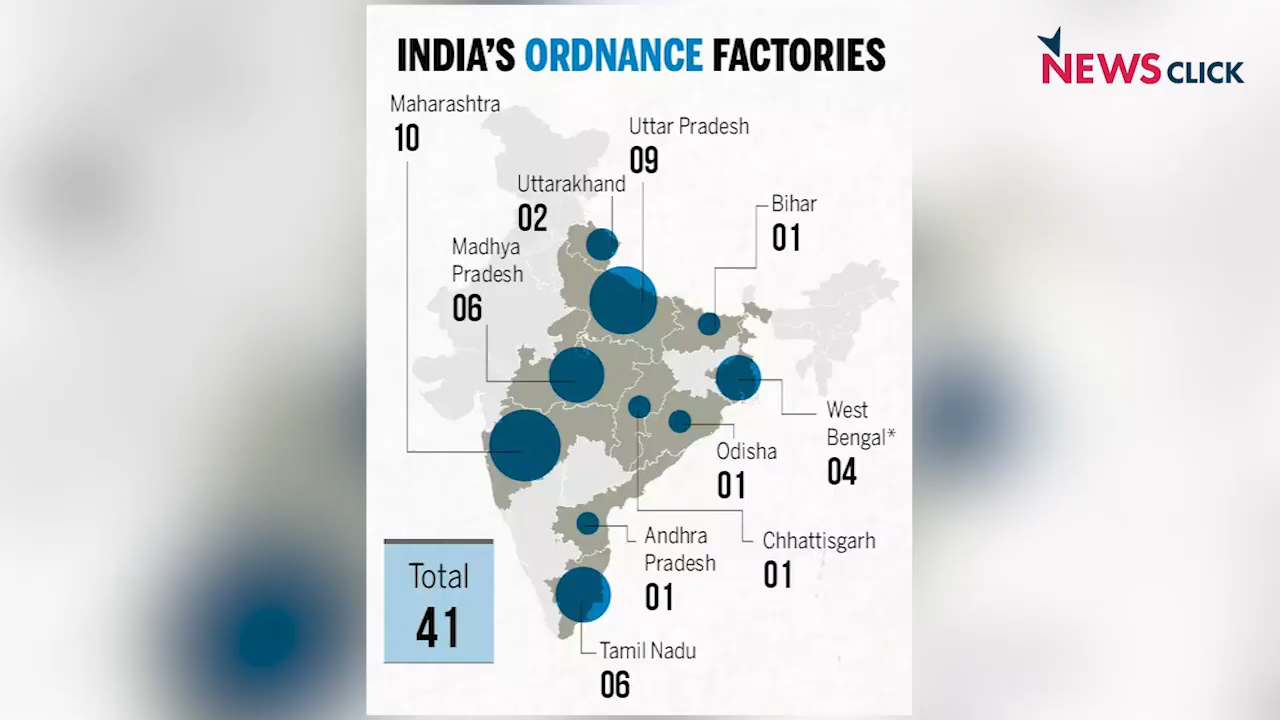 INDIA'S ORDNANCE FACTORIES
NEWS CLICK
Maharashtra
10
Uttar Pradesh
09
Uttarakhand
02
Bihar
01
Madhya
Pradesh
06
West
Bengal*
04
Odisha
01
Andhra
Pradesh
01
Chhattisgarh
01
Total
41
Tamil Nadu
06